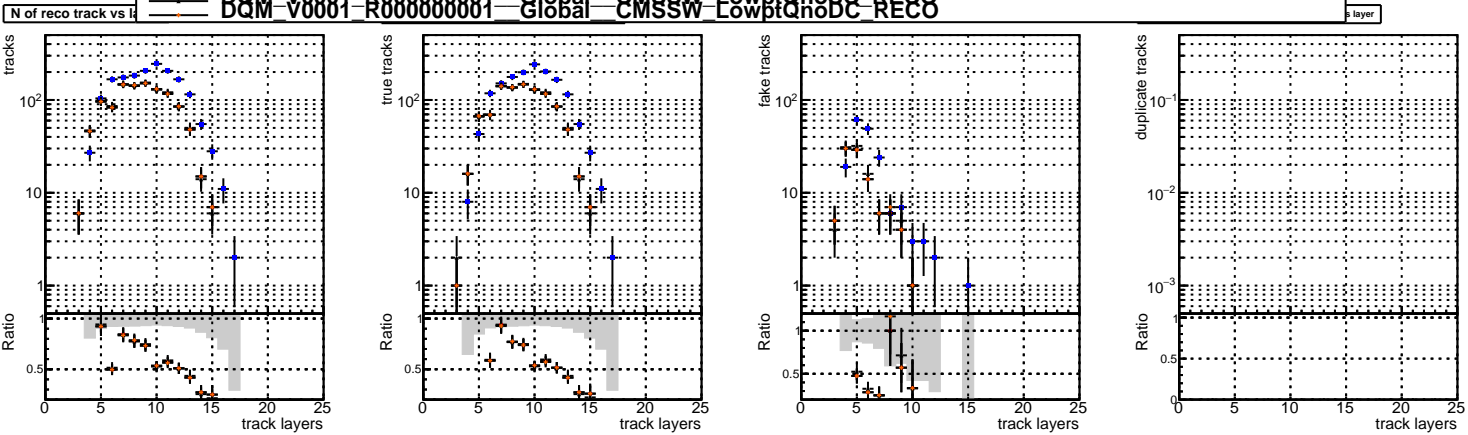 N of reco track vs la
DQM_V0001_R000000001__Global__CMSSW_LowptQnoDC_RECO
s layer
tracks
10²
10
1
Ratio
1
0.5
0 5 10 15 20 25
track layers
true tracks
10²
10
1
Ratio
1
0.5
0 5 10 15 20 25
track layers
fake tracks
10²
10
1
Ratio
1
0.5
0 5 10 15 20 25
track layers
duplicate tracks
10⁻¹
10⁻²
10⁻³
Ratio
1
0.5
0
0 5 10 15 20 25
track layers